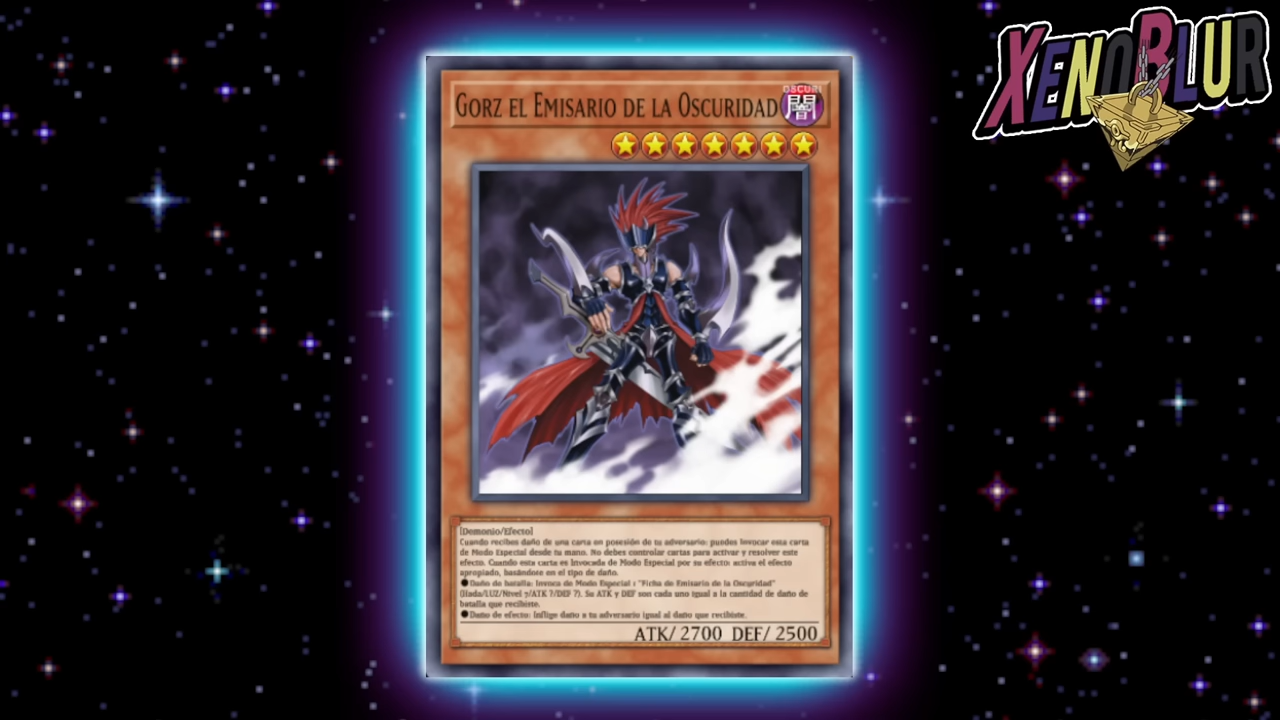 XENOBLUR
GORZ EL EMISARIO DE LA OSCURIDAD
OSCURI
闇
[Demonio/Efecto]
Cuando recibes daño de una carta en posesión de tu adversario: puedes Invocar esta carta
de Modo Especial desde tu mano. No debes controlar cartas para activar y resolver este
efecto. Cuando esta carta es Invocada de Modo Especial por su efecto: activa el efecto
apropiado, basándote en el tipo de daño.
●Daño de batalla: Invoca de Modo Especial 1 "Ficha de Emisario de la Oscuridad"
(Hada/LUZ/Nivel 7/ATK ?/DEF ?). Su ATK y DEF son cada uno igual a la cantidad de daño de
batalla que recibiste.
●Daño de efecto: Inflige daño a tu adversario igual al daño que recibiste.
ATK/ 2700 DEF/ 2500